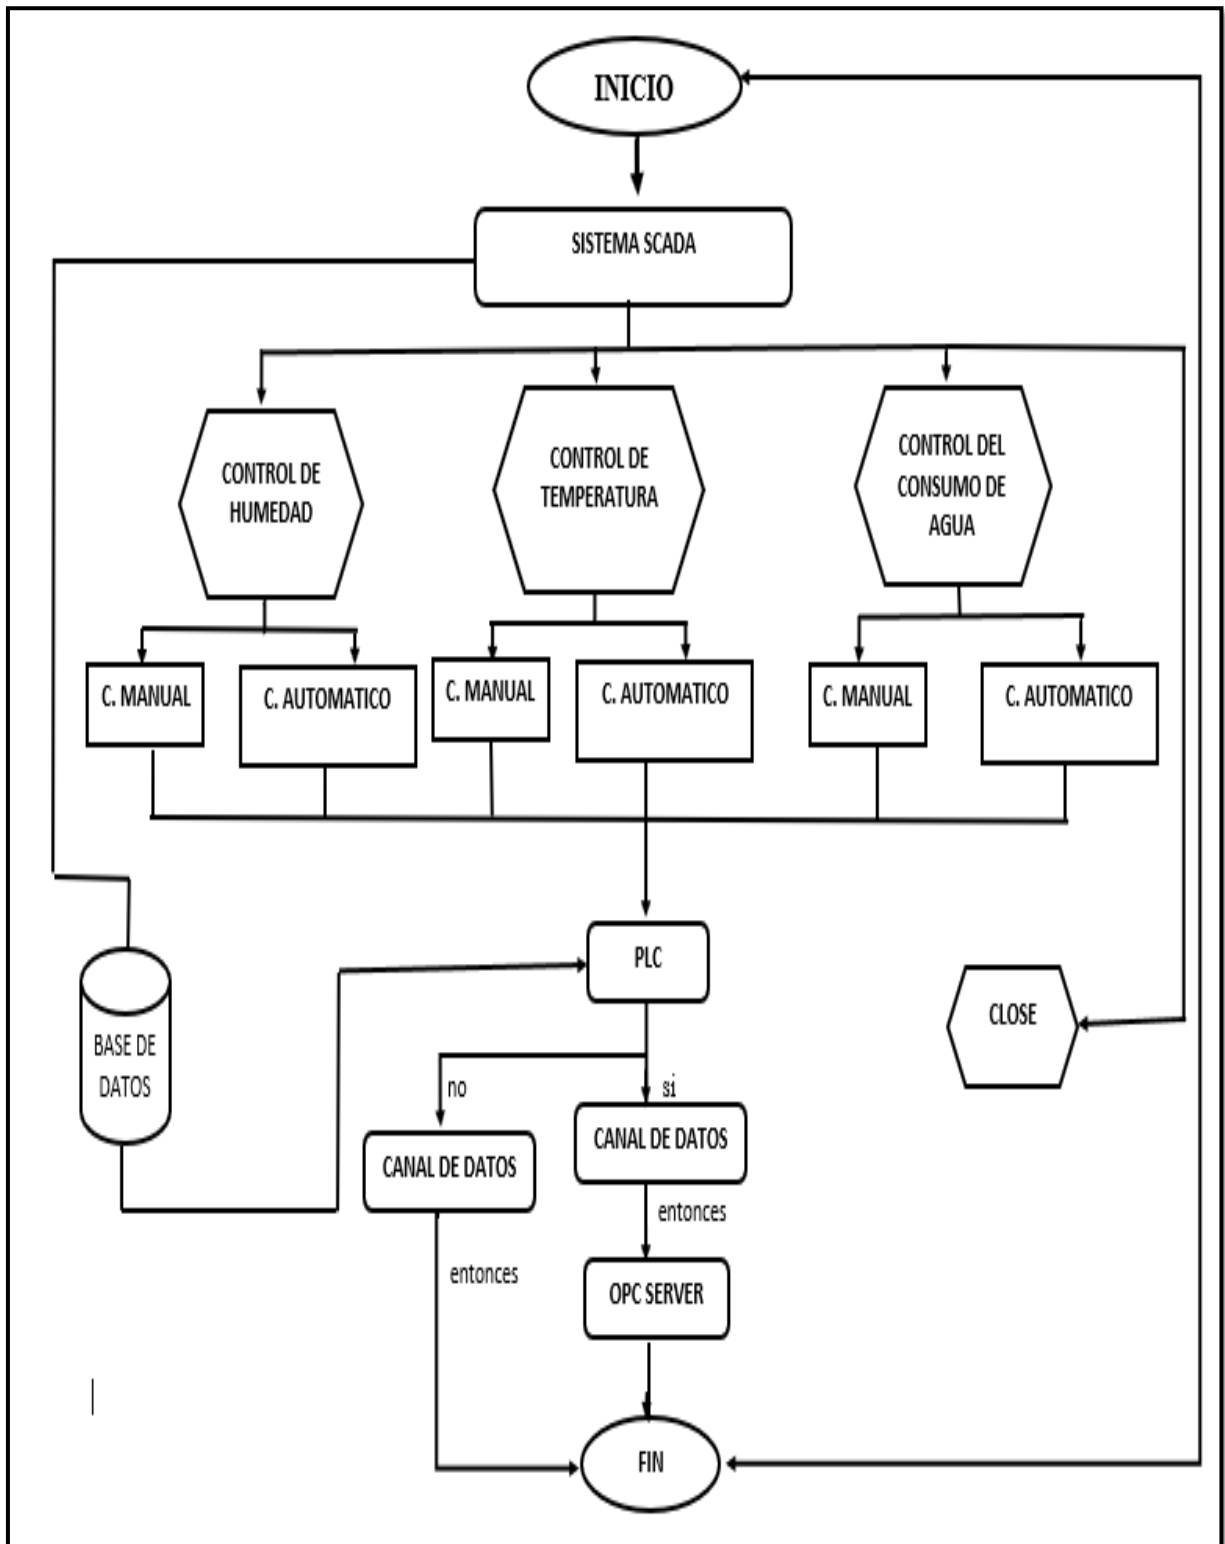 INICIO
SISTEMA SCADA
CONTROL DE
HUMEDAD
CONTROL DE
TEMPERATURA
CONTROL DEL
CONSUMO DE
AGUA
C. MANUAL
C. AUTOMATICO
C. MANUAL
C. AUTOMATICO
C. MANUAL
C. AUTOMATICO
PLC
BASE DE
DATOS
CLOSE
no
si
CANAL DE DATOS
CANAL DE DATOS
entonces
entonces
OPC SERVER
FIN